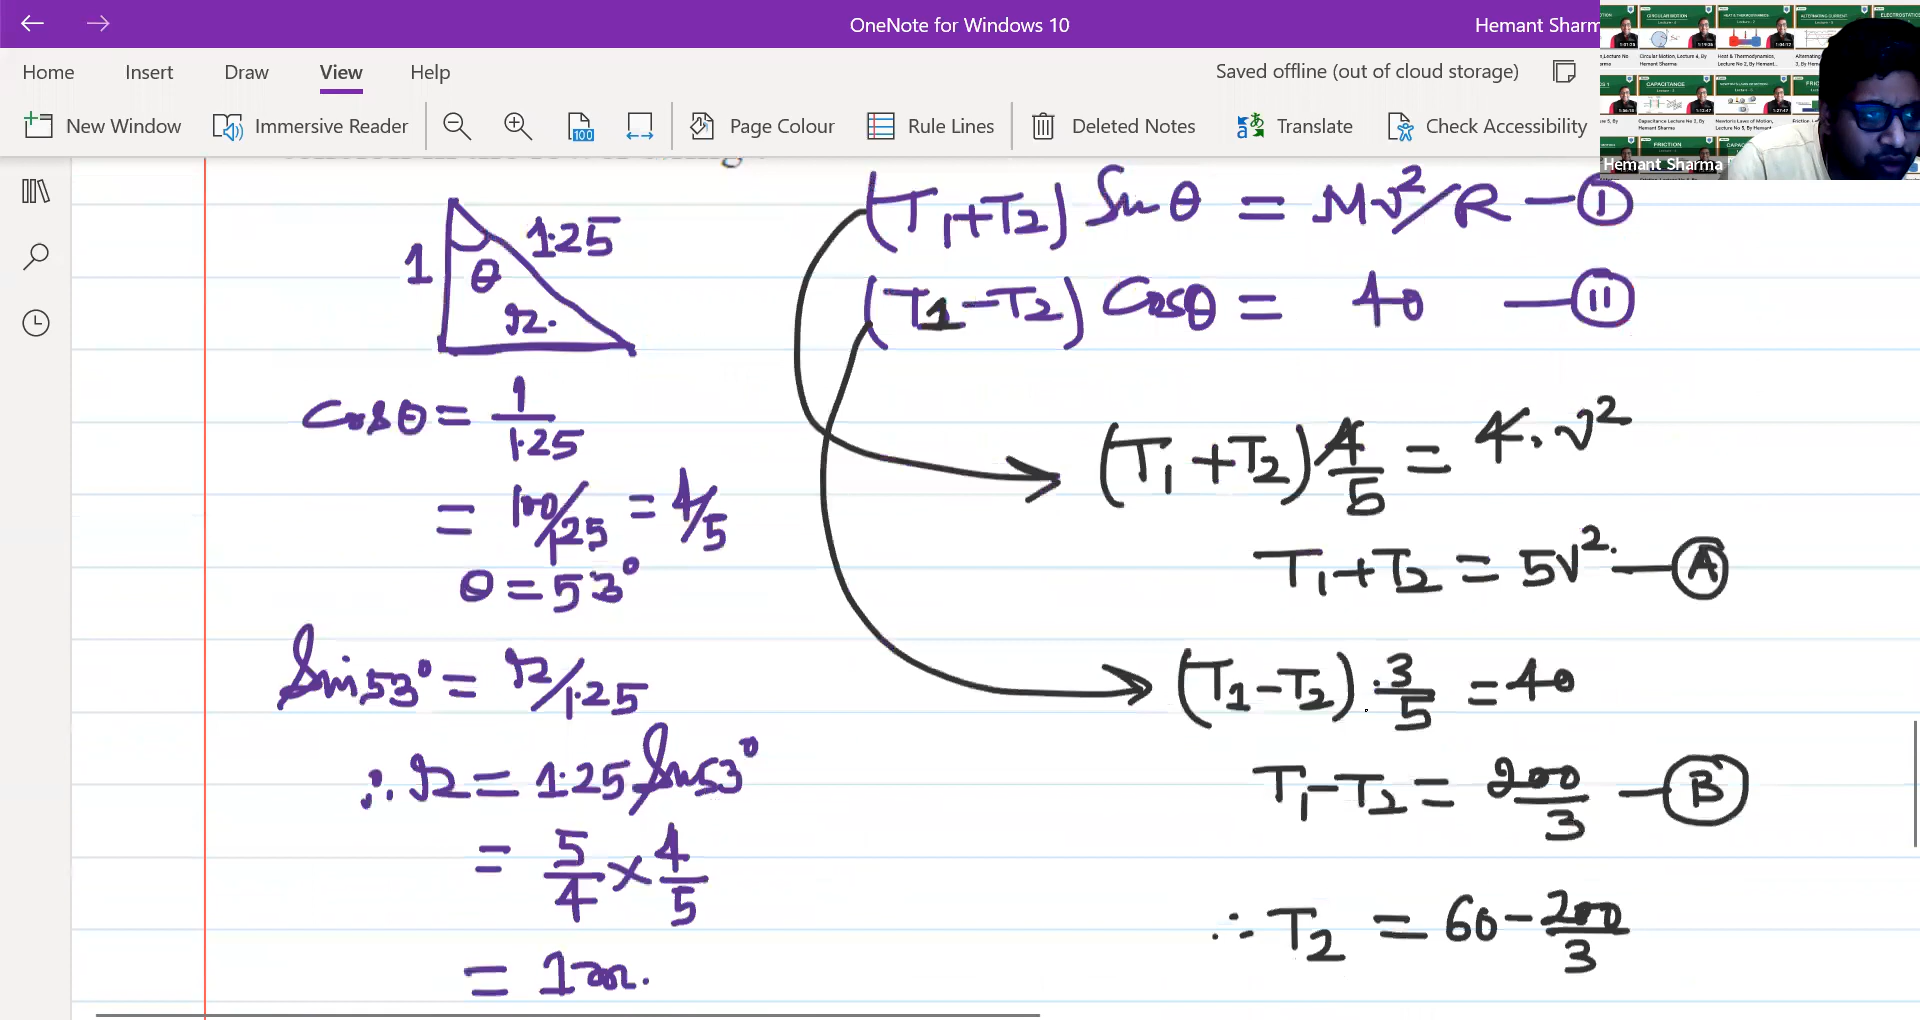 OneNote for Windows 10
Hemant Sharm
Home Insert Draw View Help
Saved offline (out of cloud storage)
New Window Immersive Reader 100 Page Colour Rule Lines Deleted Notes Translate Check Accessibility
Hemant Sharma
1 1.25
θ
r
cosθ = 1/1.25
= 100/125 = 4/5
θ = 53°
Sin 53° = r/1.25
∴ r = 1.25 Sin 53°
= 5/4 × 4/5
= 1 m.
(T1+T2) Sin θ = Mv²/R — I
(T1−T2) Cosθ = 40 — II
(T1+T2) 4/5 = 4.v²
T1+T2 = 5v² — A
(T1−T2) . 3/5 = 40
T1−T2 = 200/3 — B
∴ T2 = 60 − 200/3